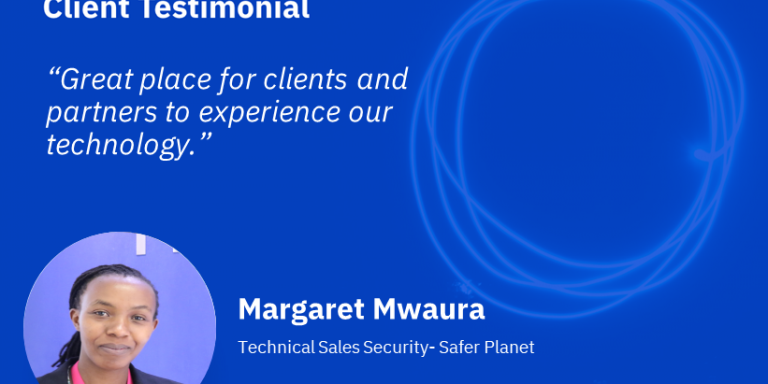 Client Testimonial
“Great place for clients and
partners to experience our
technology.”
Margaret Mwaura
Technical Sales Security- Safer Planet